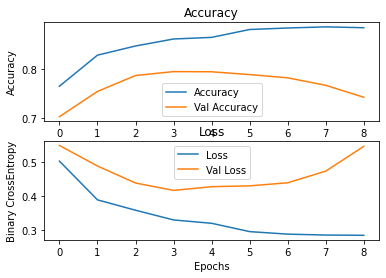 Accuracy
Accuracy
0.8
0.7
Accuracy
Val Accuracy
0 1 2 3 4 5 6 7 8
Loss
Binary CrossEntropy
0.5
0.4
0.3
Loss
Val Loss
0 1 2 3 4 5 6 7 8
Epochs